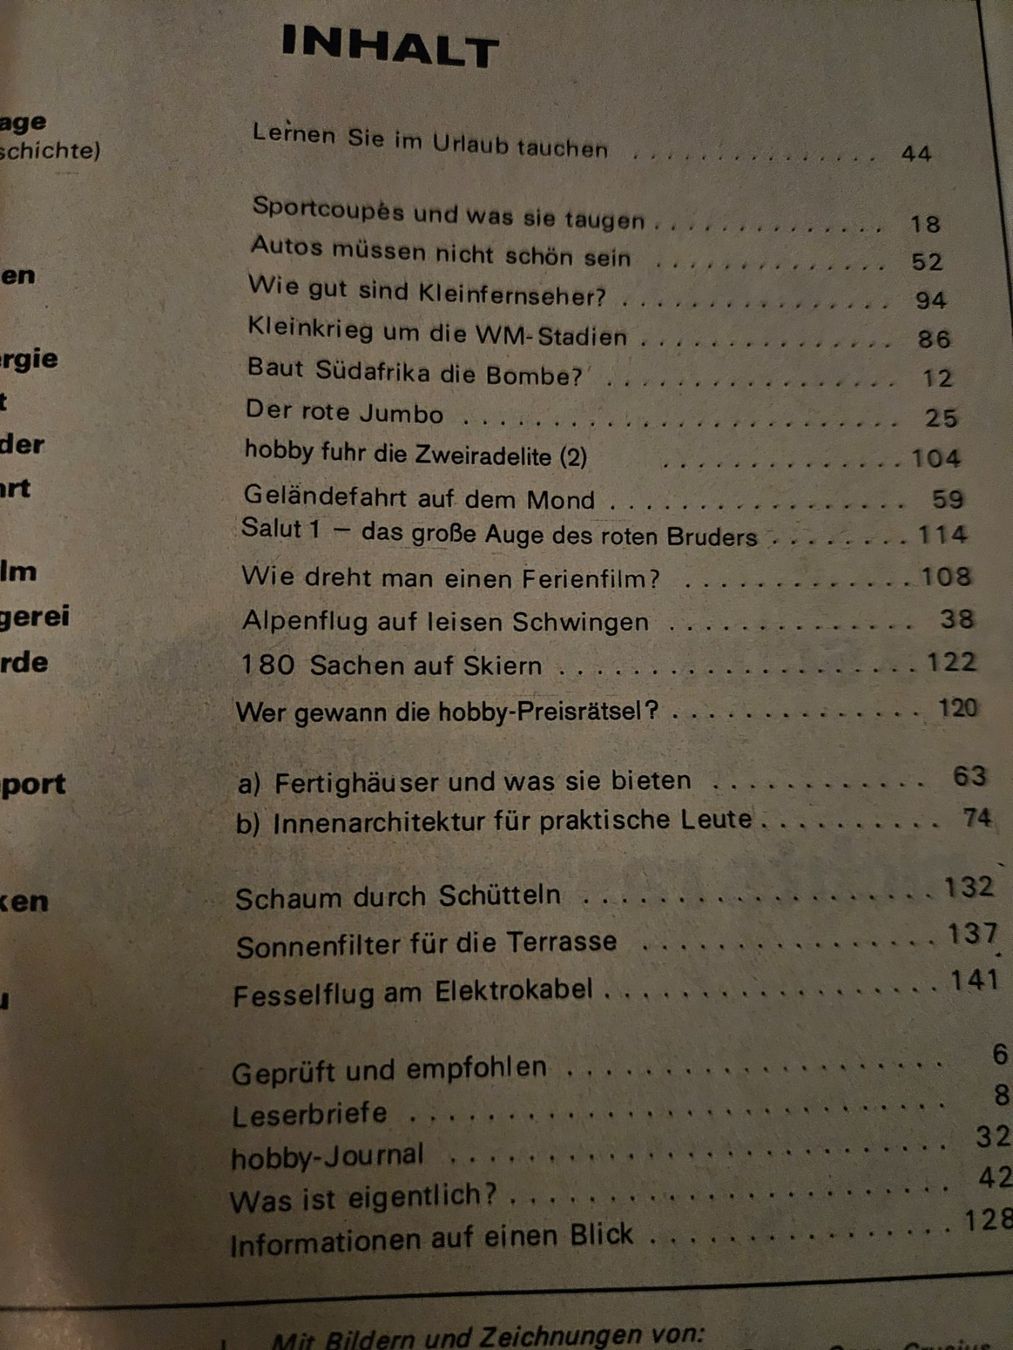 INHALT
age
schichte)
Lernen Sie im Urlaub tauchen . . . . . . . . . . . . . . . 44
Sportcoupés und was sie taugen . . . . . . . . . . . . . . 18
Autos müssen nicht schön sein . . . . . . . . . . . . . . 52
en
Wie gut sind Kleinfernseher? . . . . . . . . . . . . . . . . 94
Kleinkrieg um die WM-Stadien . . . . . . . . . . . . . . . 86
rgie
Baut Südafrika die Bombe? . . . . . . . . . . . . . . . . . 12
t
Der rote Jumbo . . . . . . . . . . . . . . . . . . . . . . . 25
der
hobby fuhr die Zweiradelite (2) . . . . . . . . . . . . . . 104
hrt
Geländefahrt auf dem Mond . . . . . . . . . . . . . . . . 59
Salut 1 — das große Auge des roten Bruders . . . . . . . . 114
lm
Wie dreht man einen Ferienfilm? . . . . . . . . . . . . . 108
gerei
Alpenflug auf leisen Schwingen . . . . . . . . . . . . . . 38
rde
180 Sachen auf Skiern . . . . . . . . . . . . . . . . . . . 122
Wer gewann die hobby-Preisrätsel? . . . . . . . . . . . . . 120
port
a) Fertighäuser und was sie bieten . . . . . . . . . . . . 63
b) Innenarchitektur für praktische Leute . . . . . . . . . . 74
ken
Schaum durch Schütteln . . . . . . . . . . . . . . . . . . 132
Sonnenfilter für die Terrasse . . . . . . . . . . . . . . . 137
u
Fesselflug am Elektrokabel . . . . . . . . . . . . . . . . . 141
Geprüft und empfohlen . . . . . . . . . . . . . . . . . . 6
Leserbriefe . . . . . . . . . . . . . . . . . . . . . . . . 8
hobby-Journal . . . . . . . . . . . . . . . . . . . . . . 32
Was ist eigentlich? . . . . . . . . . . . . . . . . . . . . 42
Informationen auf einen Blick . . . . . . . . . . . . . . . 128
Mit Bildern und Zeichnungen von: